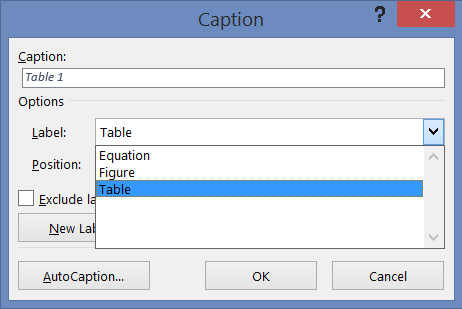 Caption
?
Caption:
Table 1
Options
Label: Table
Equation
Position:
Figure
Table
Exclude la
New Lab
AutoCaption... OK Cancel